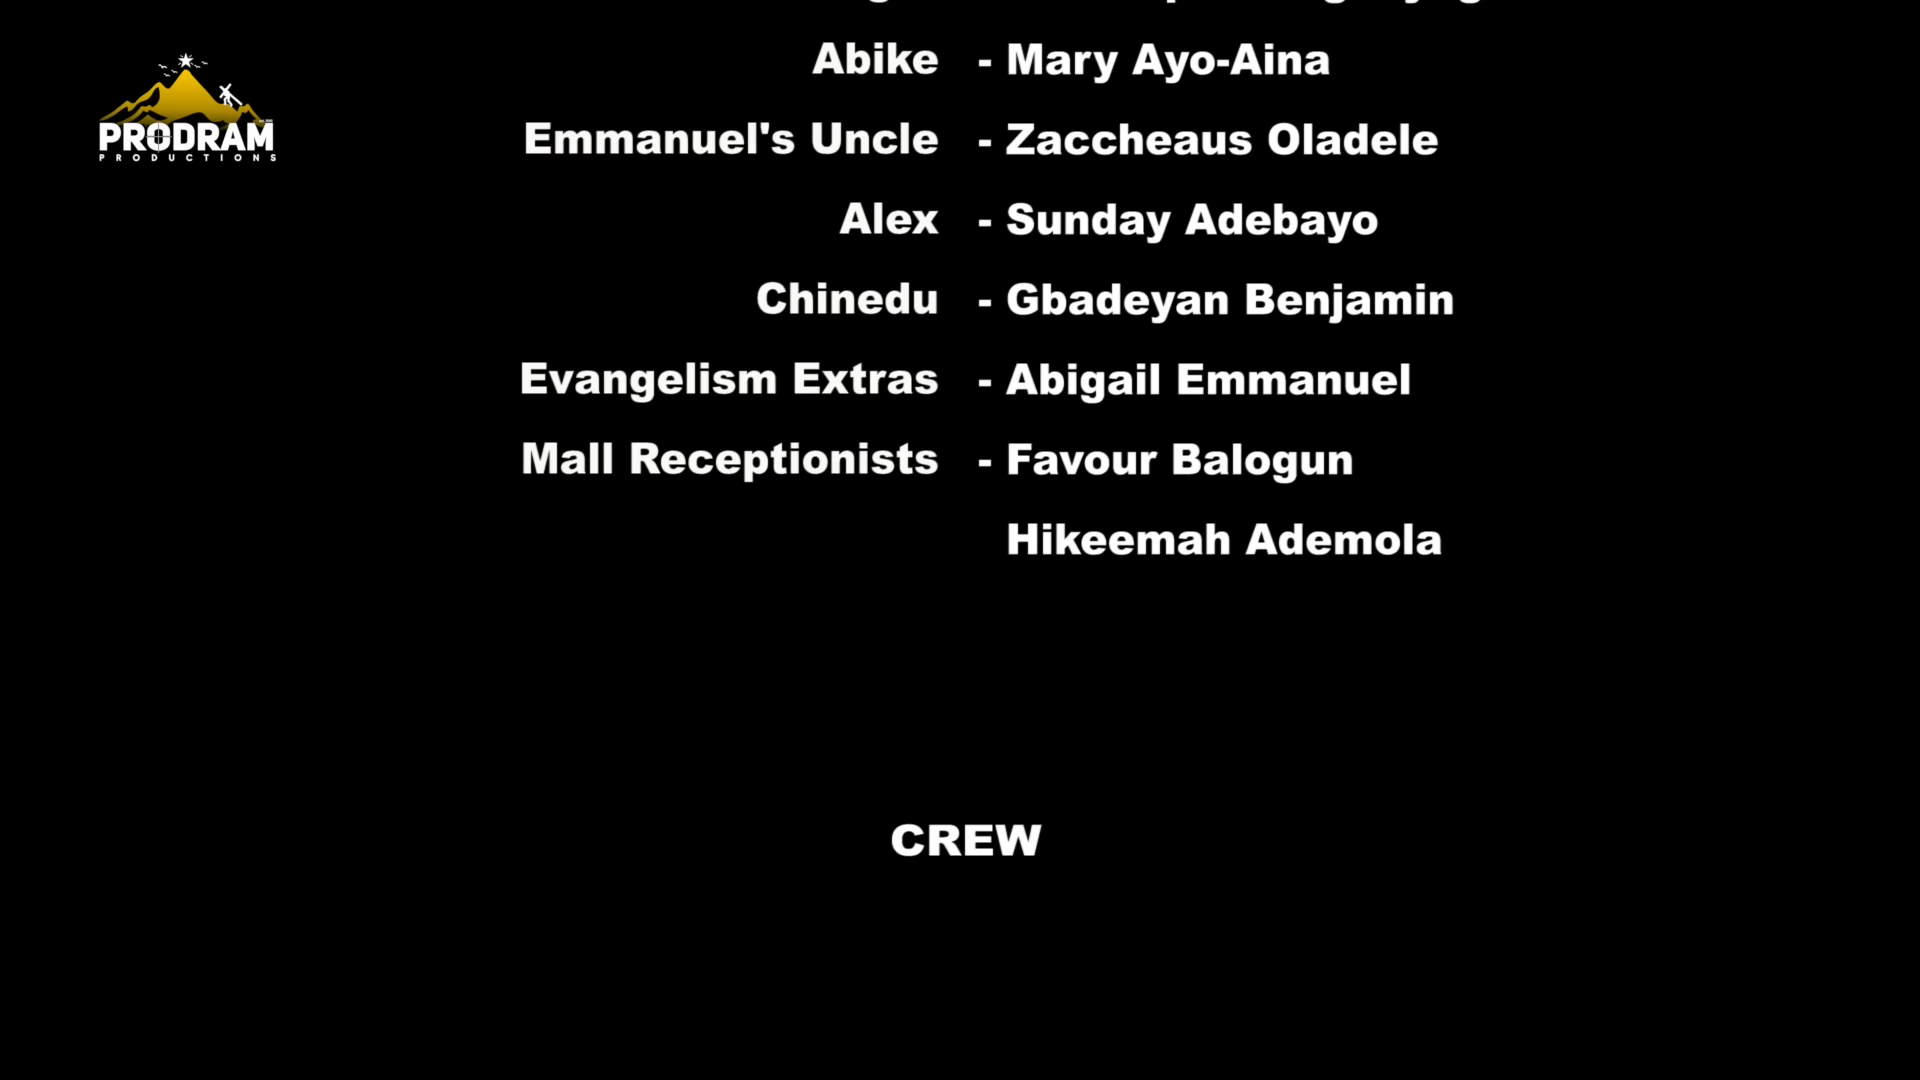 PRODRAM
PRODUCTIONS
Abike - Mary Ayo-Aina
Emmanuel's Uncle - Zaccheaus Oladele
Alex - Sunday Adebayo
Chinedu - Gbadeyan Benjamin
Evangelism Extras - Abigail Emmanuel
Mall Receptionists - Favour Balogun
Hikeemah Ademola
CREW